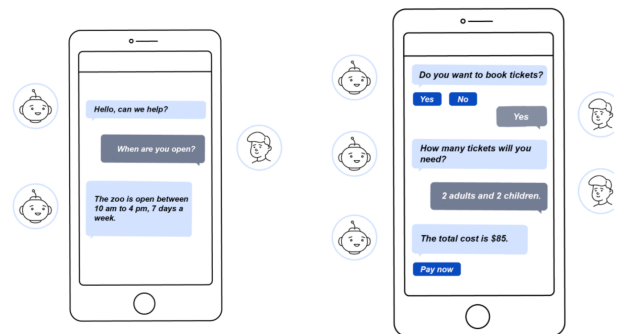 Hello, can we help?
When are you open?
The zoo is open between
10 am to 4 pm, 7 days a
week.
Do you want to book tickets?
Yes No
Yes
How many tickets will you
need?
2 adults and 2 children.
The total cost is $85.
Pay now